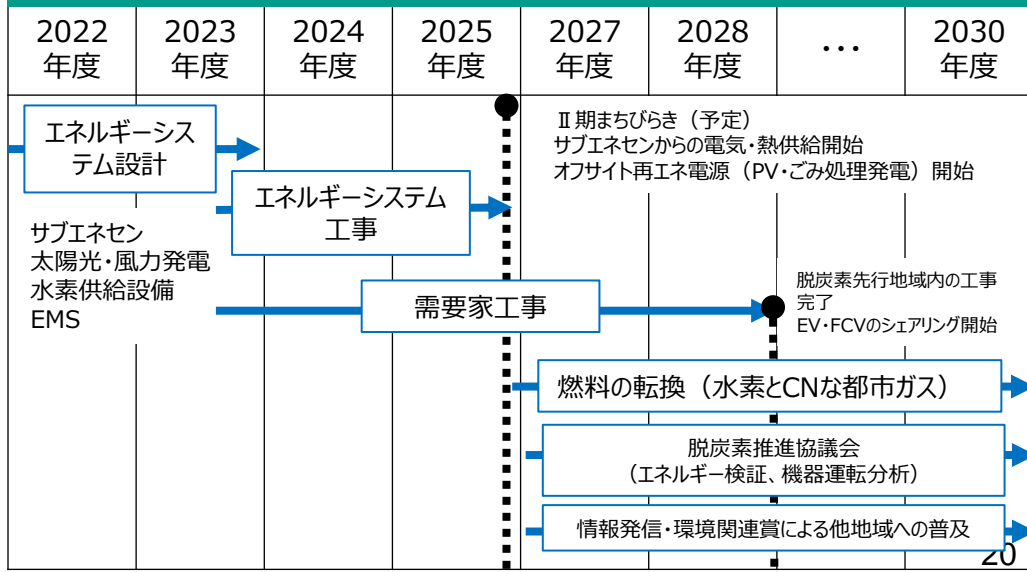 2022
年度
2023
年度
2024
年度
2025
年度
2027
年度
2028
年度
…
2030
年度
エネルギーシス
テム設計
Ⅱ期まちびらき（予定）
サブエネセンからの電気・熱供給開始
オフサイト再エネ電源（PV・ごみ処理発電）開始
エネルギーシステム
工事
サブエネセン
太陽光・風力発電
水素供給設備
EMS
需要家工事
脱炭素先行地域内の工事
完了
EV・FCVのシェアリング開始
燃料の転換（水素とCNな都市ガス）
脱炭素推進協議会
（エネルギー検証、機器運転分析）
情報発信・環境関連賞による他地域への普及
20